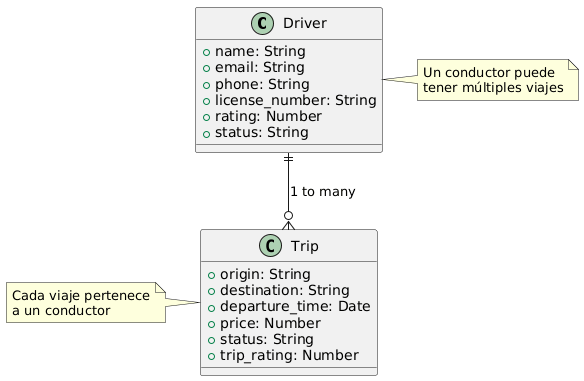 C Driver
name: String
email: String
phone: String
license_number: String
rating: Number
status: String
Un conductor puede
tener múltiples viajes
1 to many
C Trip
origin: String
destination: String
departure_time: Date
price: Number
status: String
trip_rating: Number
Cada viaje pertenece
a un conductor